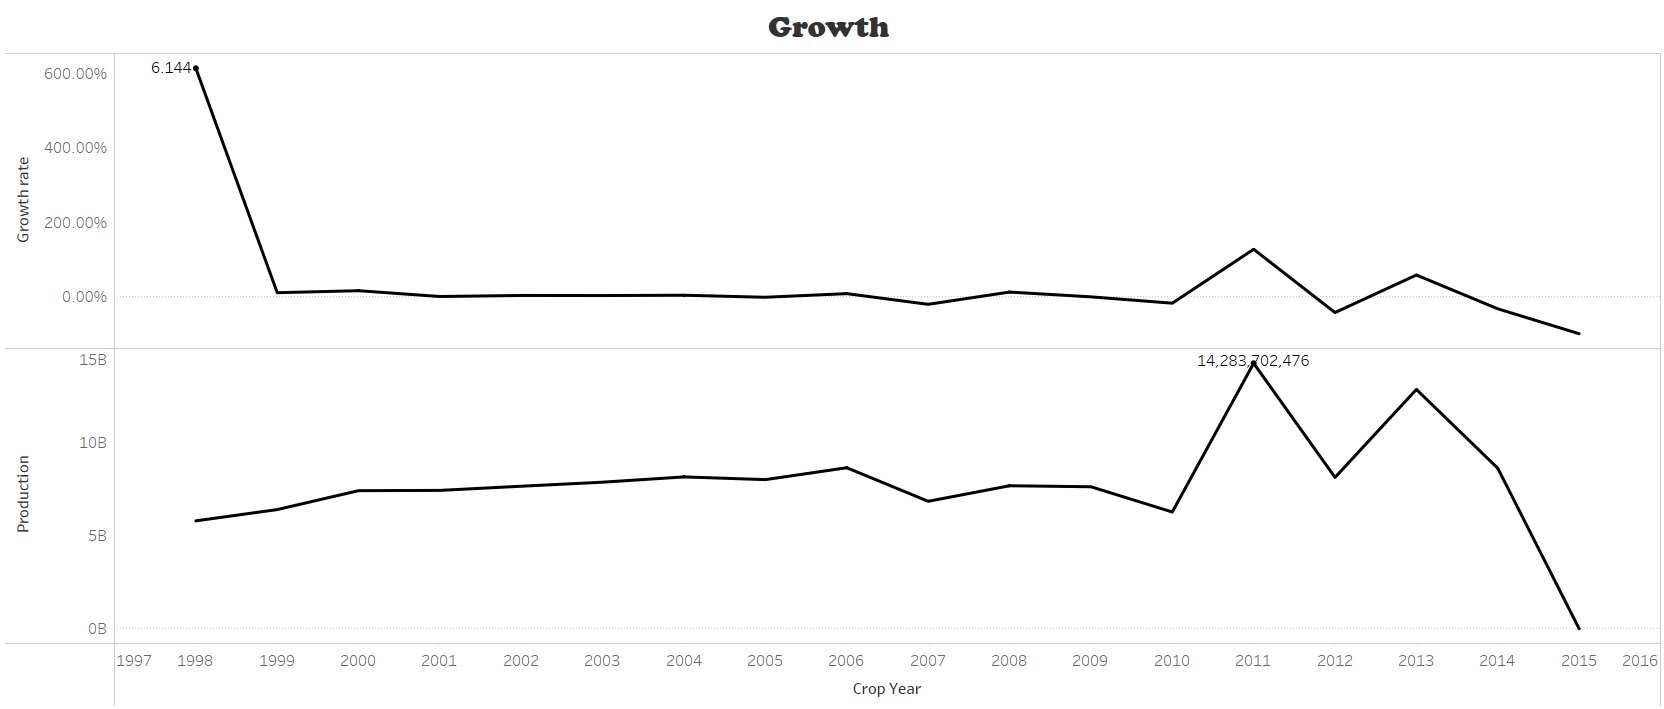 Growth
6.144
600.00%
400.00%
200.00%
0.00%
Growth rate
14,283,702,476
15B
10B
5B
0B
Production
1997 1998 1999 2000 2001 2002 2003 2004 2005 2006 2007 2008 2009 2010 2011 2012 2013 2014 2015 2016
Crop Year